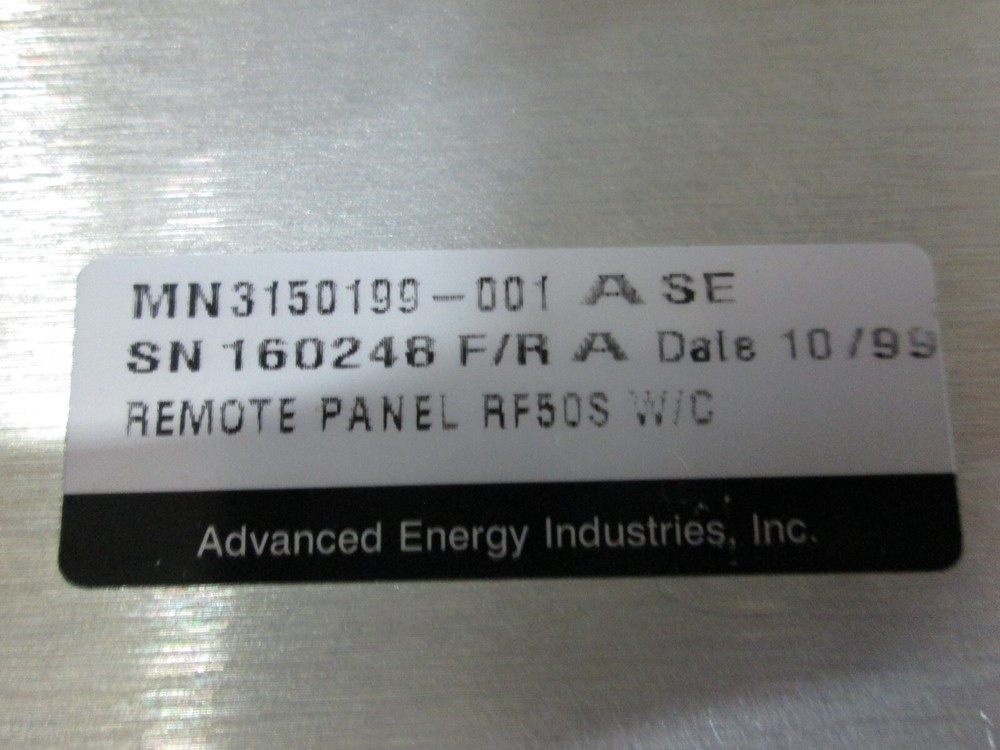 MN3150199-001 A SE
SN 160248 F/R A Date 10/99
REMOTE PANEL RF50S W/C
Advanced Energy Industries, Inc.